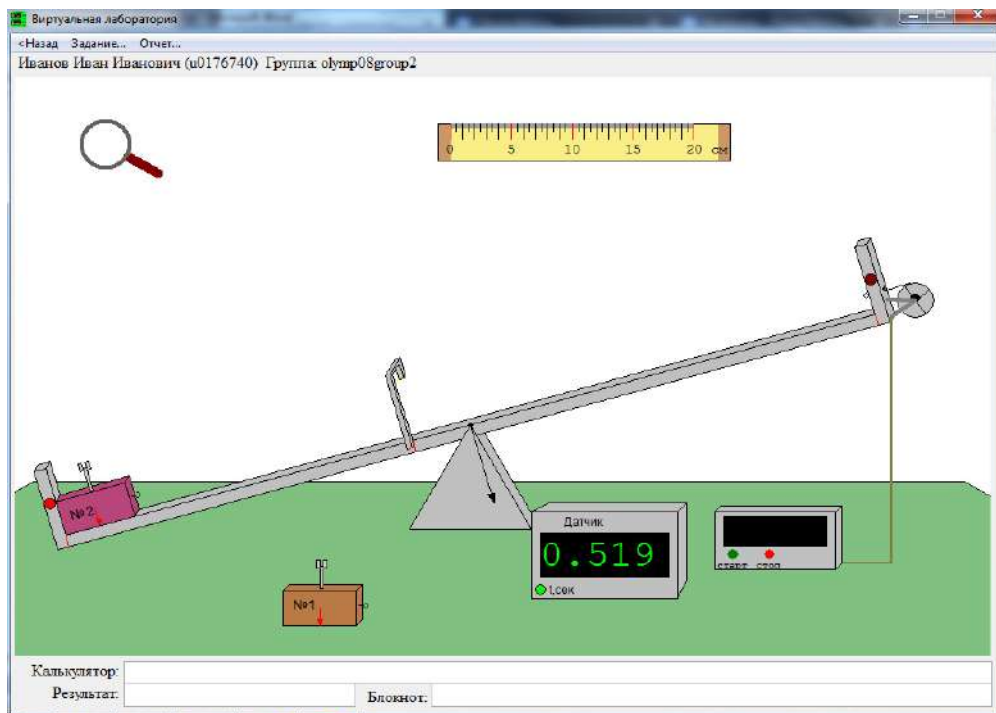 Виртуальная лаборатория
<Назад Задание... Отчет...
Иванов Иван Иванович (u0176740) Группа: olymp08group2
0 5 10 15 20 см
№2
Датчик
0.519
t,сек
старт стоп
№1
Калькулятор:
Результат: Блокнот: